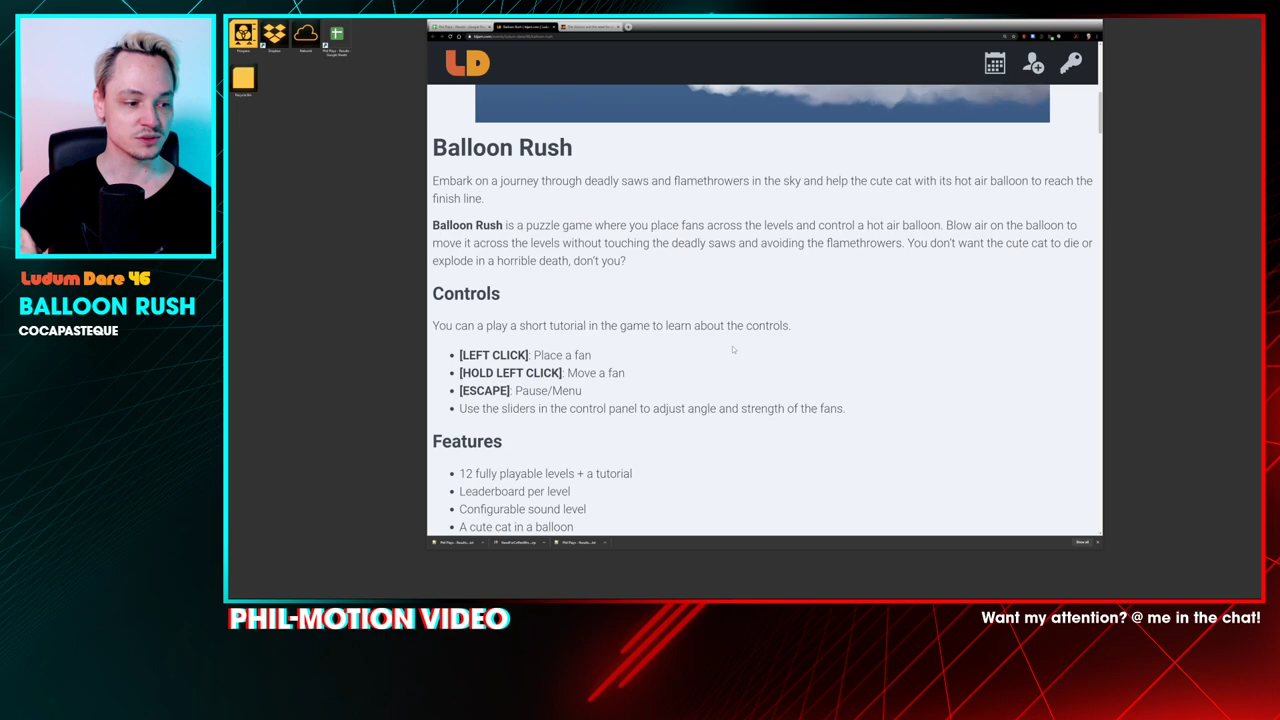 LD
Balloon Rush
Embark on a journey through deadly saws and flamethrowers in the sky and help the cute cat with its hot air balloon to reach the
finish line.
Balloon Rush is a puzzle game where you place fans across the levels and control a hot air balloon. Blow air on the balloon to
move it across the levels without touching the deadly saws and avoiding the flamethrowers. You don't want the cute cat to die or
explode in a horrible death, don't you?
Controls
You can a play a short tutorial in the game to learn about the controls.
[LEFT CLICK]: Place a fan
[HOLD LEFT CLICK]: Move a fan
[ESCAPE]: Pause/Menu
Use the sliders in the control panel to adjust angle and strength of the fans.
Features
12 fully playable levels + a tutorial
Leaderboard per level
Configurable sound level
A cute cat in a balloon
Show all
Ludum Dare 46
BALLOON RUSH
COCAPASTEQUE
PHIL-MOTION VIDEO
Want my attention? @ me in the chat!